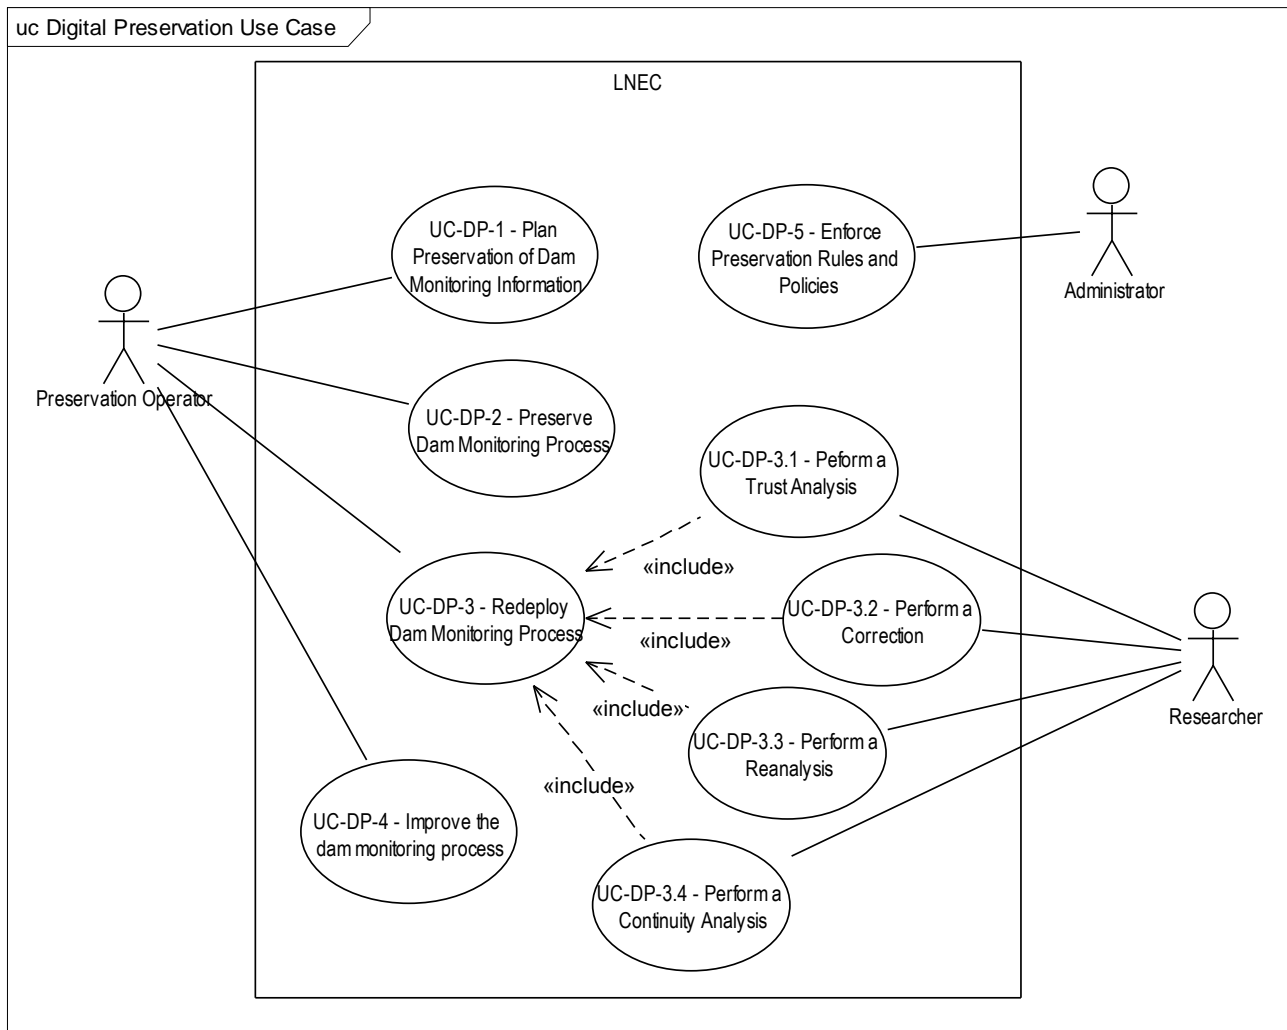 uc Digital Preservation Use Case
LNEC
UC-DP-1 - Plan
Preservation of Dam
Monitoring Information
UC-DP-5 - Enforce
Preservation Rules and
Policies
Administrator
Preservation Operator
UC-DP-2 - Preserve
Dam Monitoring Process
UC-DP-3.1 - Peform a
Trust Analysis
«include»
UC-DP-3 - Redeploy
Dam Monitoring Process
UC-DP-3.2 - Perform a
Correction
«include»
Researcher
«include»
UC-DP-3.3 - Perform a
Reanalysis
«include»
UC-DP-4 - Improve the
dam monitoring process
UC-DP-3.4 - Perform a
Continuity Analysis